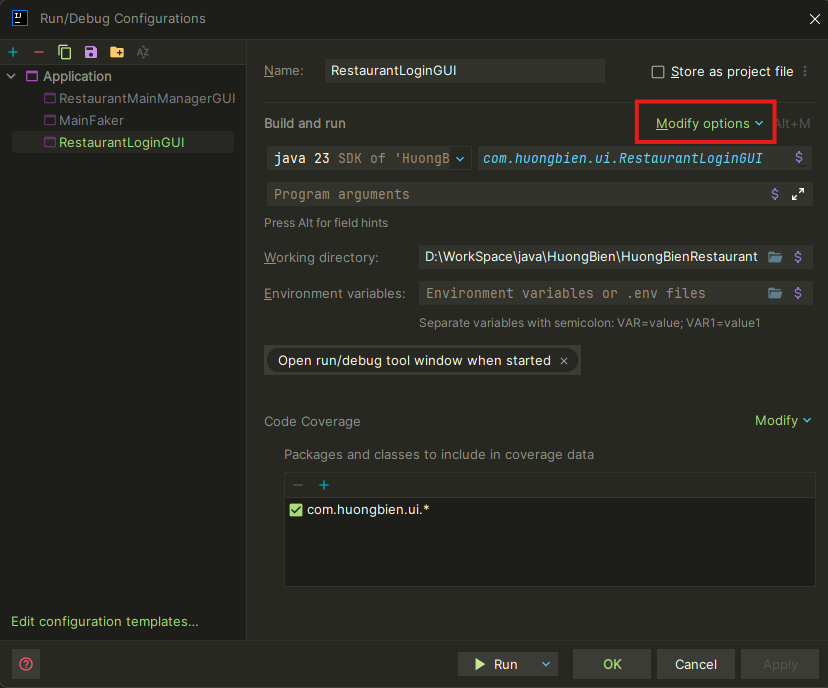 Run/Debug Configurations
Application
RestaurantMainManagerGUI
MainFaker
RestaurantLoginGUI
Edit configuration templates...
Name: RestaurantLoginGUI Store as project file
Build and run Modify options Alt+M
java 23 SDK of 'HuongB com.huongbien.ui.RestaurantLoginGUI
Program arguments
Press Alt for field hints
Working directory: D:\WorkSpace\java\HuongBien\HuongBienRestaurant
Environment variables: Environment variables or .env files
Separate variables with semicolon: VAR=value; VAR1=value1
Open run/debug tool window when started ×
Code Coverage Modify
Packages and classes to include in coverage data
com.huongbien.ui.*
Run OK Cancel Apply